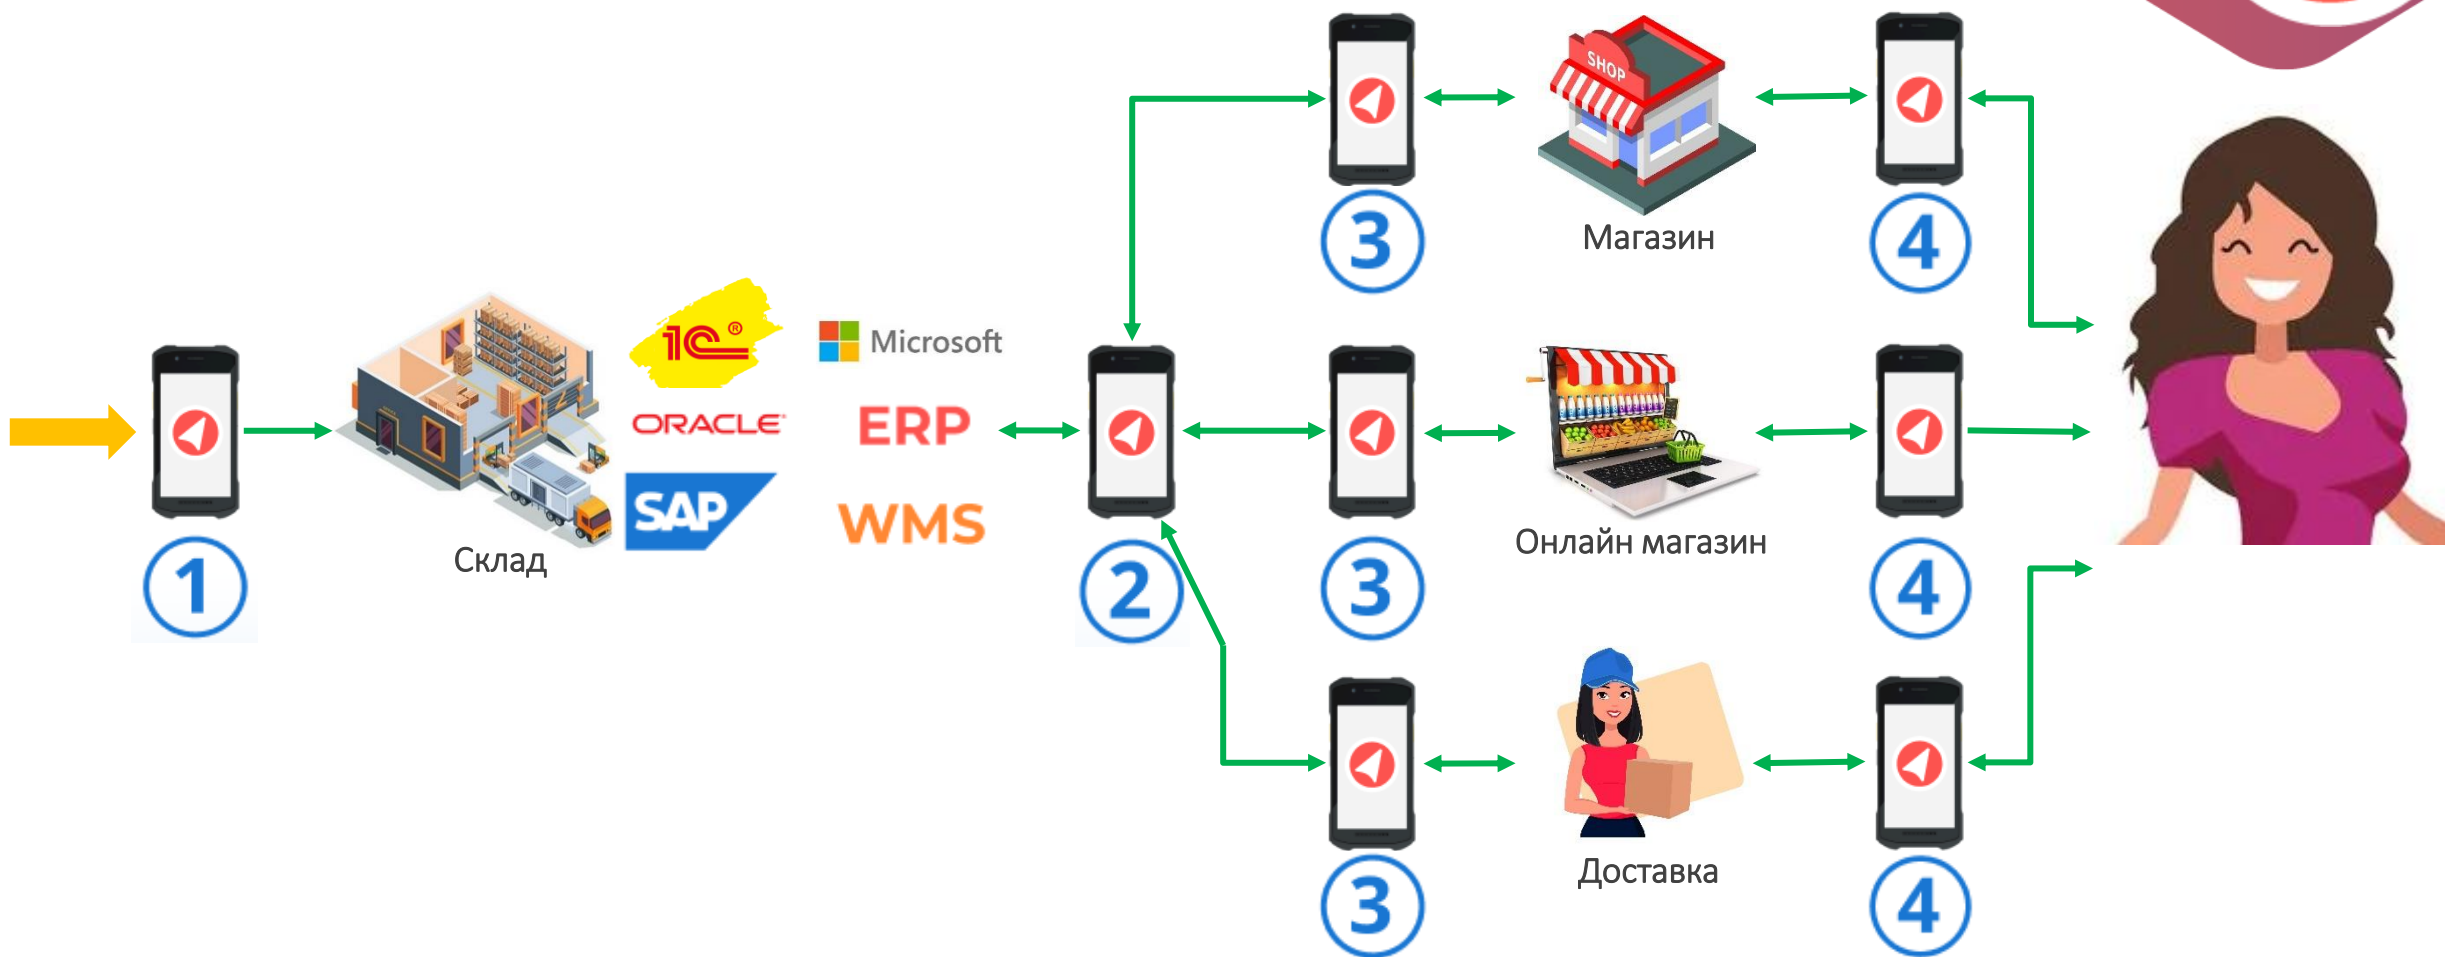 SHOP
3
Магазин
4
1С®
Microsoft
ORACLE
ERP
SAP
WMS
Склад
1
2
3
Онлайн магазин
4
3
Доставка
4